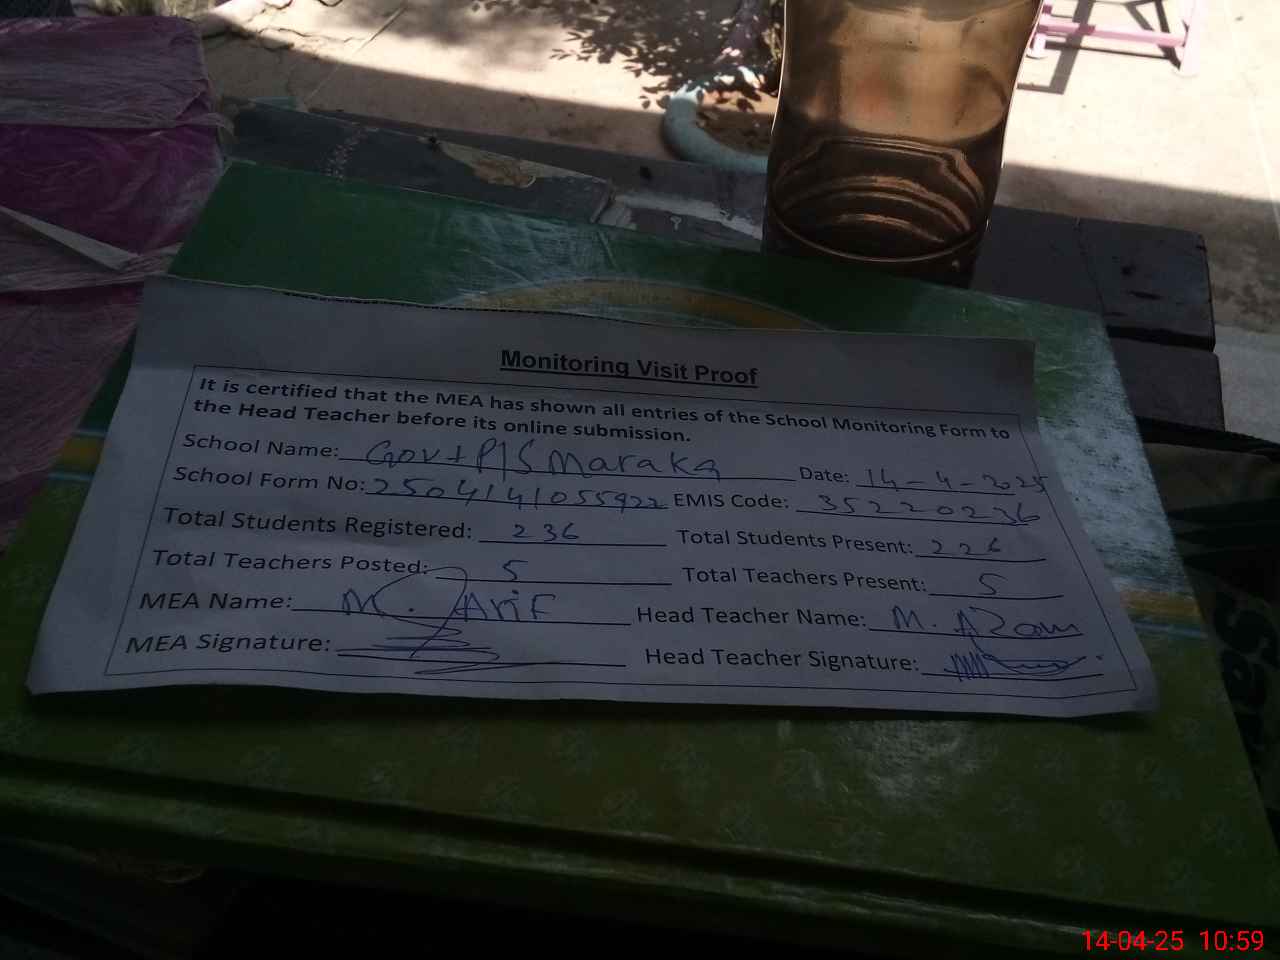 Monitoring Visit Proof
It is certified that the MEA has shown all entries of the School Monitoring Form to
the Head Teacher before its online submission.
School Name: Govt P/S Maraka Date: 14-4-2025
School Form No: 2504141055922 EMIS Code: 35220236
Total Students Registered: 236 Total Students Present: 226
Total Teachers Posted: 5 Total Teachers Present: 5
MEA Name: M. Arif Head Teacher Name: M. Azam
MEA Signature: Head Teacher Signature:
14-04-25 10:59